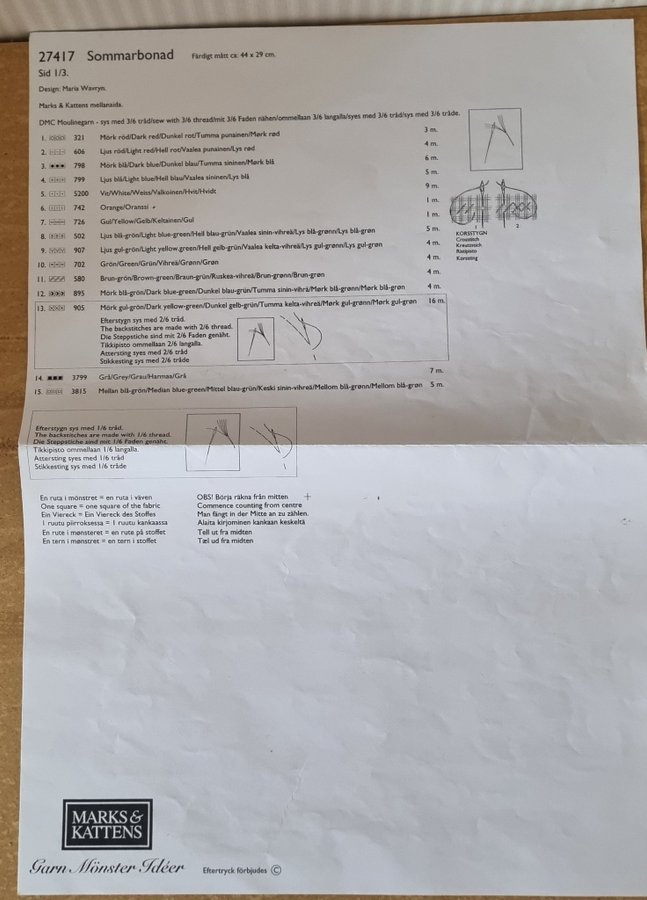 27417 Sommarbonad Färdigt mått ca: 44 x 29 cm.
Sid 1/3.
Design: Maria Wavryn.
Marks & Kattens mellanaida.
DMC Moulinegarn - sys med 3/6 tråd/sew with 3/6 thread/mit 3/6 Faden nähen/ommellaan 3/6 langalla/syes med 3/6 tråd/sys med 3/6 tråde.
1. 321 Mörk röd/Dark red/Dunkel rot/Tumma punainen/Mørk rød 3 m.
2. 606 Ljus röd/Light red/Hell rot/Vaalea punainen/Lys rød 4 m.
3. 798 Mörk blå/Dark blue/Dunkel blau/Tumma sininen/Mørk blå 6 m.
4. 799 Ljus blå/Light blue/Hell blau/Vaalea sininen/Lys blå 5 m.
5. 5200 Vit/White/Weiss/Valkoinen/Hvit/Hvidt 9 m.
6. 742 Orange/Oranssi 1 m.
7. 726 Gul/Yellow/Gelb/Keltainen/Gul 1 m.
8. 502 Ljus blå-grön/Light blue-green/Hell blau-grün/Vaalea sinin-vihreä/Lys blå-grønn/Lys blå-grøn 5 m.
9. 907 Ljus gul-grön/Light yellow.green/Hell gelb-grün/Vaalea kelta-vihreä/Lys gul-grønn/Lys gul-grøn 4 m.
10. 702 Grön/Green/Grün/Vihreä/Grønn/Grøn 4 m.
11. 580 Brun-grön/Brown-green/Braun-grün/Ruskea-vihreä/Brun-grønn/Brun-grøn 4 m.
12. 895 Mörk blå-grön/Dark blue-green/Dunkel blau-grün/Tumma sinin-vihrä/Mørk blå-grønn/Mørk blå-grøn 4 m.
13. 905 Mörk gul-grön/Dark yellow-green/Dunkel gelb-grün/Tumma kelta-vihreä/Mørk gul-grønn/Mørk gul-grøn 16 m.
KORSSTYGN
Crosstitch
Kreuzstich
Ristipisto
Korssting
1 2
Efterstygn sys med 2/6 tråd.
The backstitches are made with 2/6 thread.
Die Steppstiche sind mit 2/6 Faden genäht.
Tikkipisto ommellaan 2/6 langalla.
Attersting syes med 2/6 tråd
Stikkesting sys med 2/6 tråde
14. 3799 Grå/Grey/Grau/Harmaa/Grå 7 m.
15. 3815 Mellan blå-grön/Median blue-green/Mittel blau-grün/Keski sinin-vihreä/Mellom blå-grønn/Mellom blå-grøn 5 m.
Efterstygn sys med 1/6 tråd.
The backstitches are made with 1/6 thread.
Die Steppstiche sind mit 1/6 Faden genäht.
Tikkipisto ommellaan 1/6 langalla.
Attersting syes med 1/6 tråd
Stikkesting sys med 1/6 tråde
En ruta i mönstret = en ruta i väven
One square = one square of the fabric
Ein Viereck = Ein Viereck des Stoffes
1 ruutu piirroksessa = 1 ruutu kankaassa
En rute i mønsteret = en rute på stoffet
En tern i mønstret = en tern i stoffet
OBS! Börja räkna från mitten
Commence counting from centre
Man fängt in der Mitte an zu zählen.
Alaita kirjominen kankaan keskeltä
Tell ut fra midten
Tæl ud fra midten
MARKS &
KATTENS
Garn Mönster Idéer Eftertryck förbjudes ©